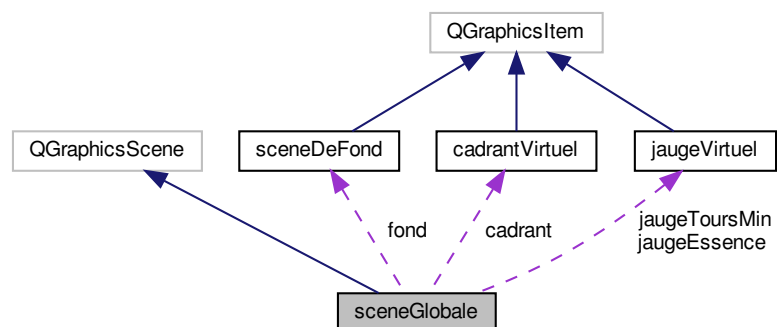 QGraphicsItem
QGraphicsScene
sceneDeFond
cadrantVirtuel
jaugeVirtuel
fond
cadrant
jaugeToursMin
jaugeEssence
sceneGlobale